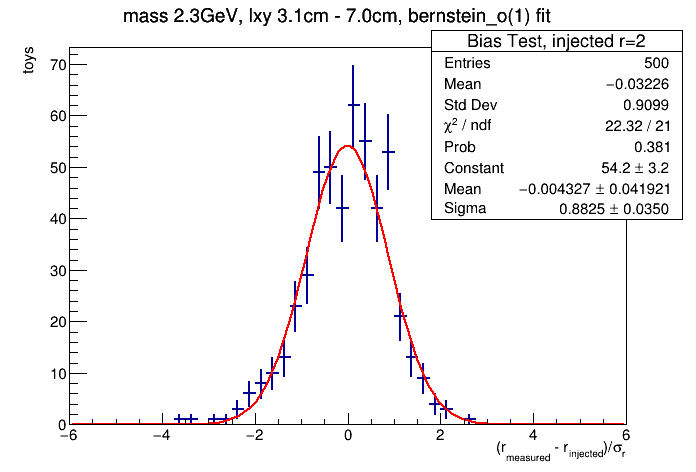 mass 2.3GeV, lxy 3.1cm - 7.0cm, bernstein_o(1) fit
Bias Test, injected r=2
Entries 500
Mean −0.03226
Std Dev 0.9099
χ² / ndf 22.32 / 21
Prob 0.381
Constant 54.2 ± 3.2
Mean −0.004327 ± 0.041921
Sigma 0.8825 ± 0.0350
toys
70
60
50
40
30
20
10
0
−6 −4 −2 0 2 4 6
(r_measured - r_injected)/σ_r